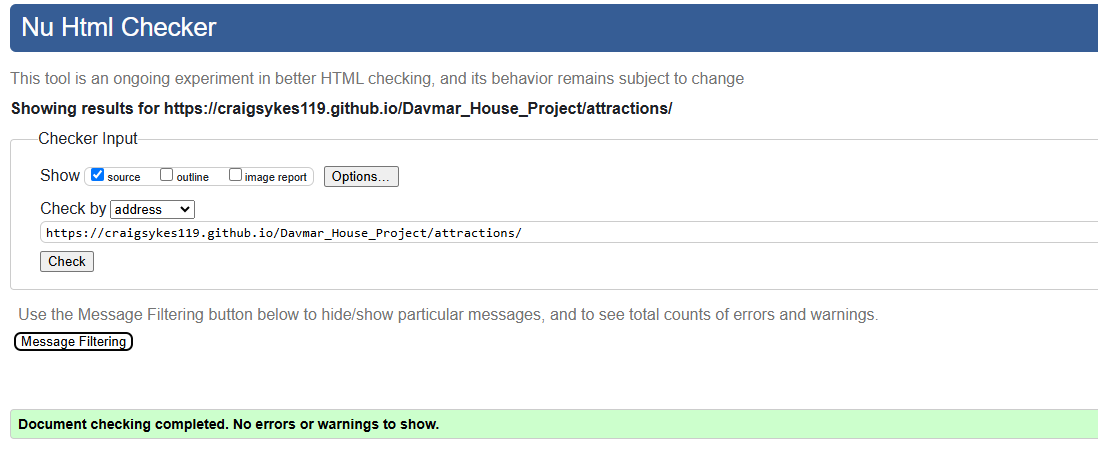 Nu Html Checker
This tool is an ongoing experiment in better HTML checking, and its behavior remains subject to change
Showing results for https://craigsykes119.github.io/Davmar_House_Project/attractions/
Checker Input
Show source outline image report Options...
Check by address
https://craigsykes119.github.io/Davmar_House_Project/attractions/
Check
Use the Message Filtering button below to hide/show particular messages, and to see total counts of errors and warnings.
Message Filtering
Document checking completed. No errors or warnings to show.